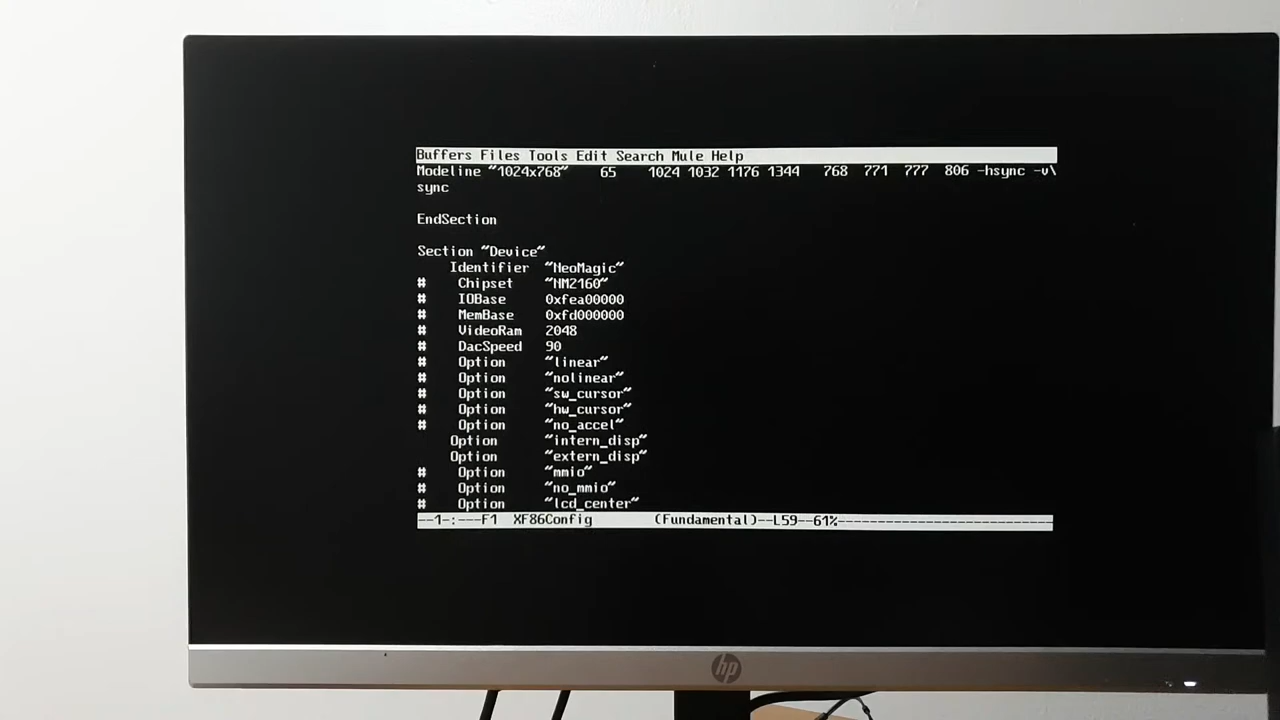 Buffers Files Tools Edit Search Mule Help
Modeline "1024x768" 65 1024 1032 1176 1344 768 771 777 806 -hsync -v\
sync
EndSection
Section "Device"
Identifier "NeoMagic"
# Chipset "NM2160"
# IOBase 0xfea00000
# MemBase 0xfd000000
# VideoRam 2048
# DacSpeed 90
# Option "linear"
# Option "nolinear"
# Option "sw_cursor"
# Option "hw_cursor"
# Option "no_accel"
Option "intern_disp"
Option "extern_disp"
# Option "mmio"
# Option "no_mmio"
# Option "lcd_center"
--1-:---F1 XF86Config (Fundamental)--L59--61%---------------------------
hp